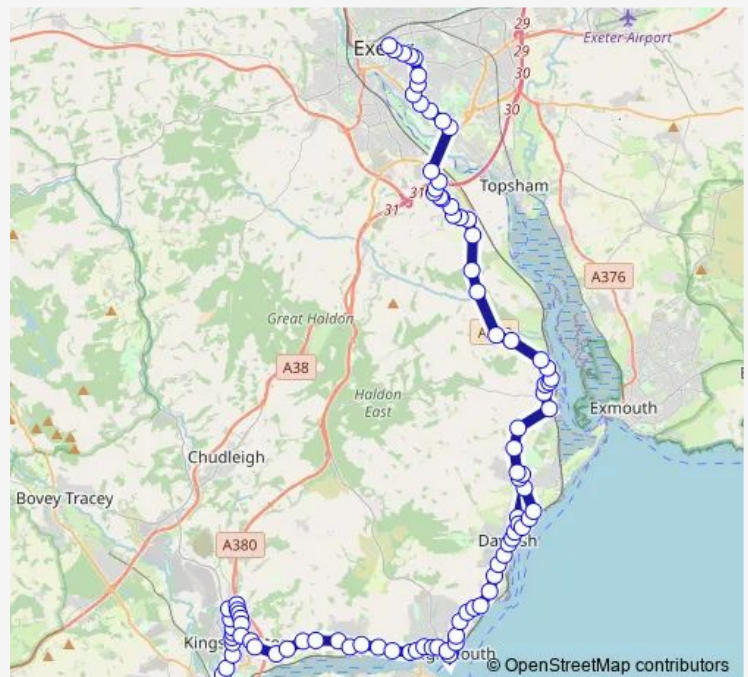 29
Exeter Airport
Exe
29
30
30
Topsham
31
31
A376
Great Haldon
A38
Haldon
East
Exmouth
Chudleigh
Bovey Tracey
A380
Kings
© OpenStreetMap contributors